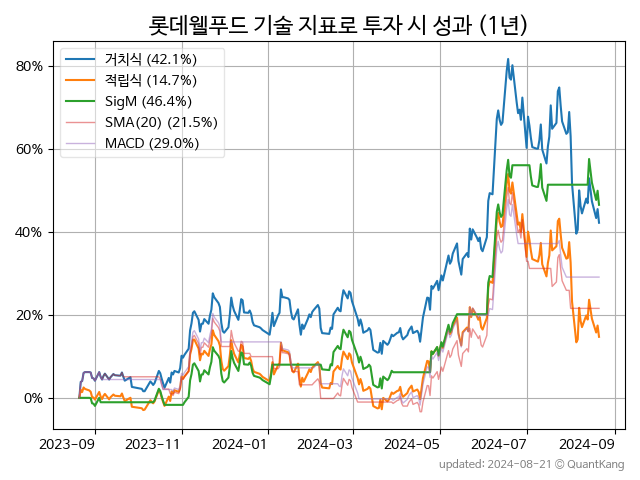 롯데웰푸드 기술 지표로 투자 시 성과 (1년)
거치식 (42.1%)
적립식 (14.7%)
SigM (46.4%)
SMA(20) (21.5%)
MACD (29.0%)
80%
60%
40%
20%
0%
2023-09 2023-11 2024-01 2024-03 2024-05 2024-07 2024-09
updated: 2024-08-21 @ QuantKang